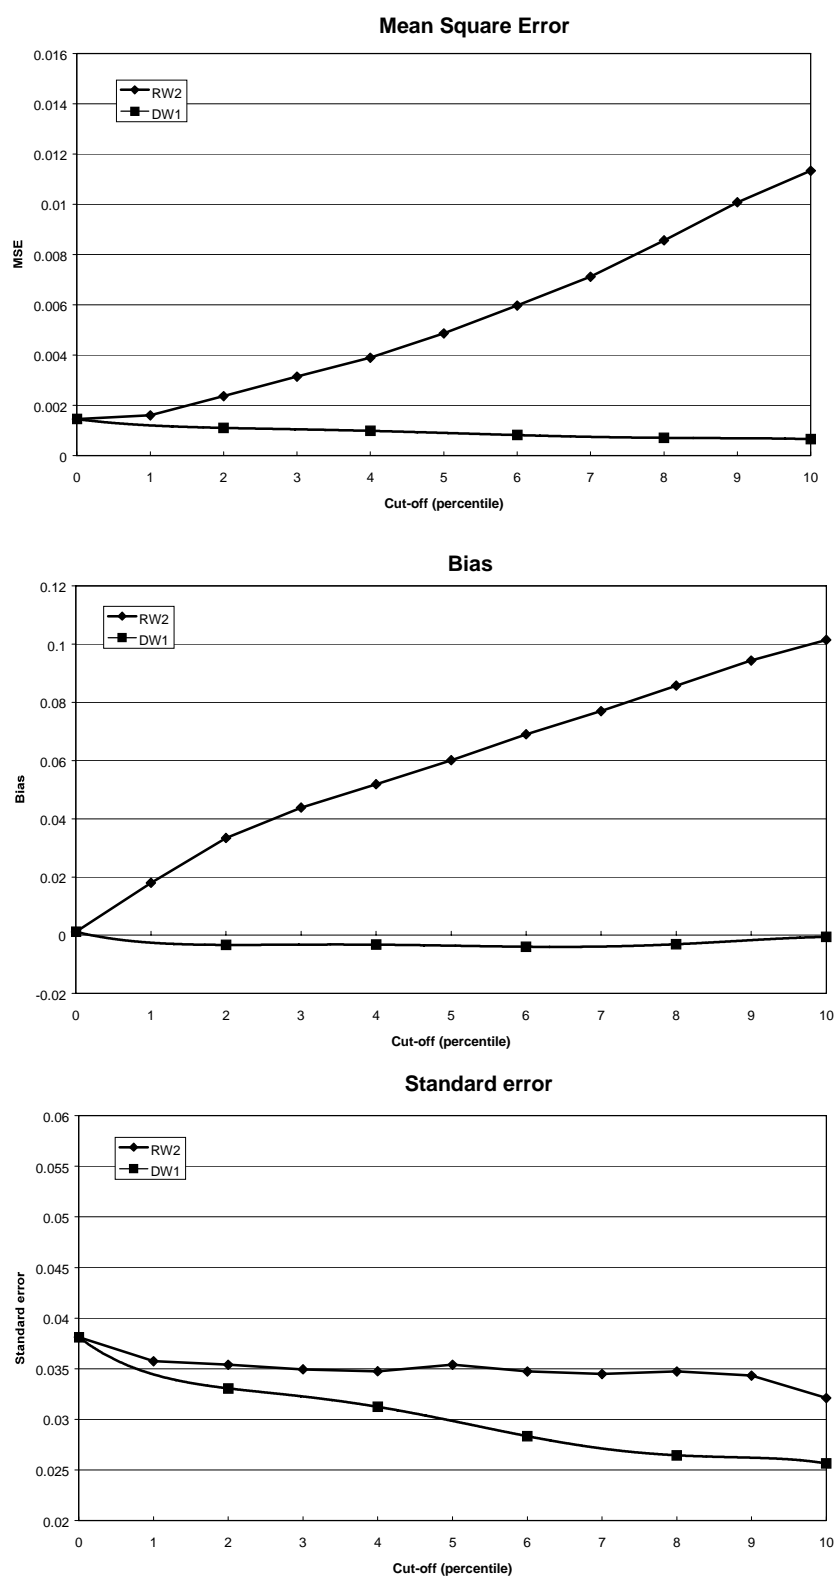 Mean Square Error
0.016
0.014
0.012
0.01
0.008
0.006
0.004
0.002
0
MSE
RW2
DW1
0 1 2 3 4 5 6 7 8 9 10
Cut-off (percentile)
Bias
0.12
0.1
0.08
0.06
0.04
0.02
0
-0.02
Bias
RW2
DW1
0 1 2 3 4 5 6 7 8 9 10
Cut-off (percentile)
Standard error
0.06
0.055
0.05
0.045
0.04
0.035
0.03
0.025
0.02
Standard error
RW2
DW1
0 1 2 3 4 5 6 7 8 9 10
Cut-off (percentile)